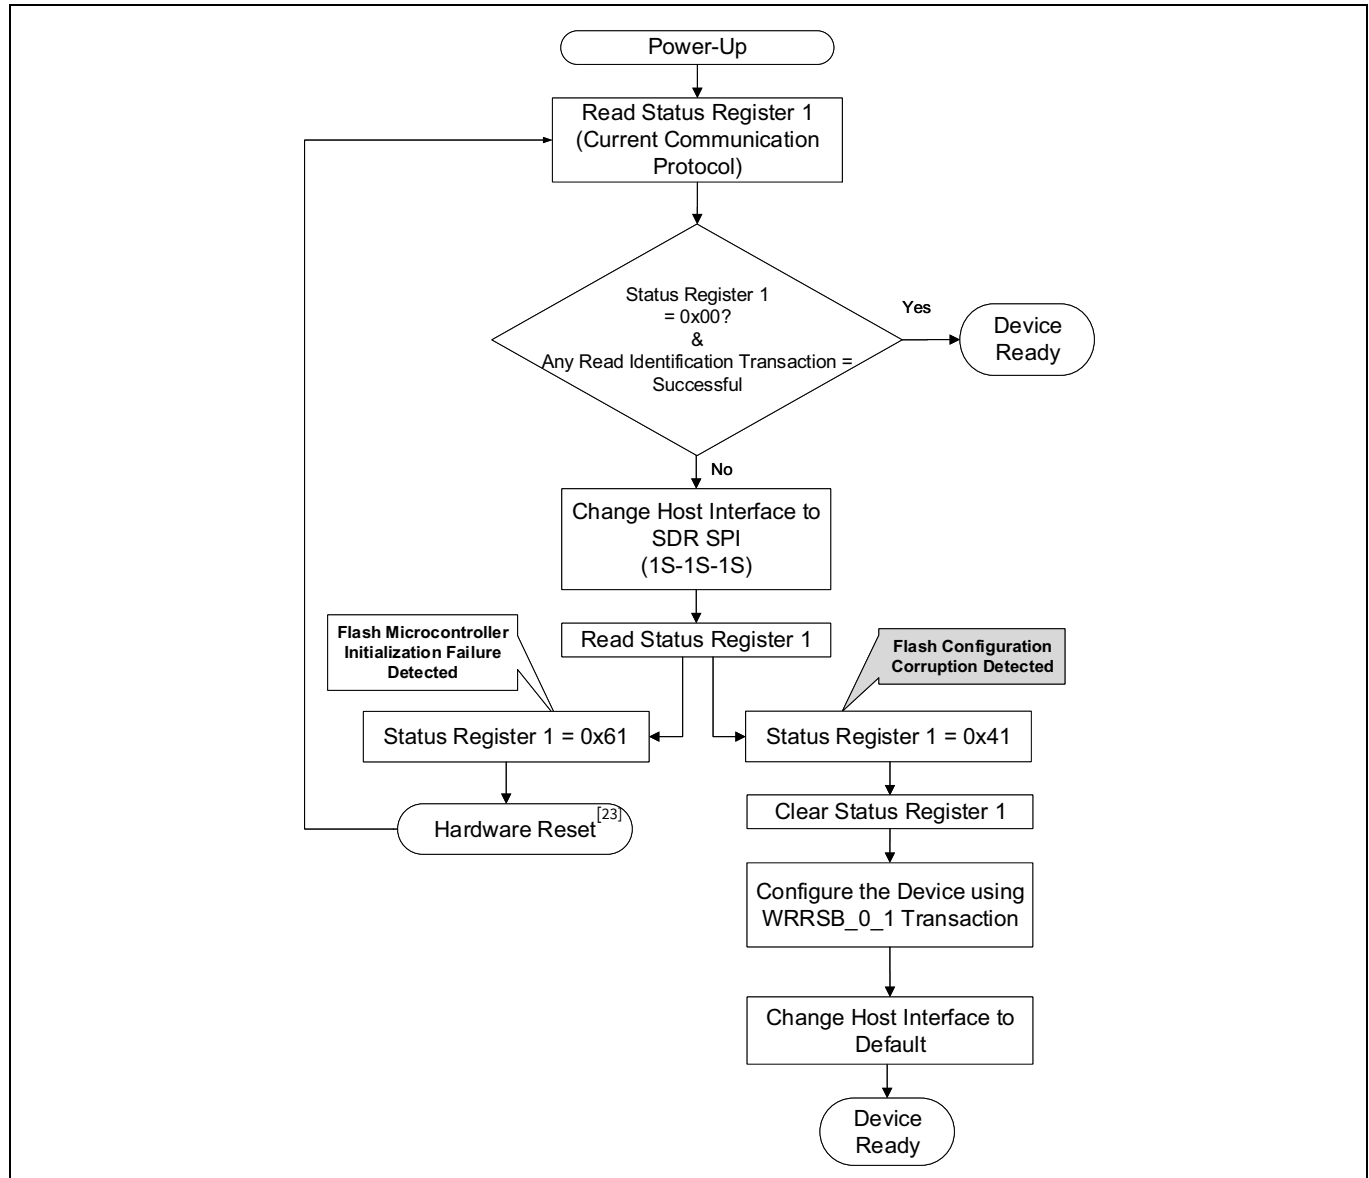 Power-Up
Read Status Register 1
(Current Communication
Protocol)
Status Register 1
= 0x00?
&
Any Read Identification Transaction =
Successful
Yes
Device
Ready
No
Change Host Interface to
SDR SPI
(1S-1S-1S)
Read Status Register 1
Flash Microcontroller
Initialization Failure
Detected
Flash Configuration
Corruption Detected
Status Register 1 = 0x61
Status Register 1 = 0x41
Hardware Reset[23]
Clear Status Register 1
Configure the Device using
WRRSB_0_1 Transaction
Change Host Interface to
Default
Device
Ready